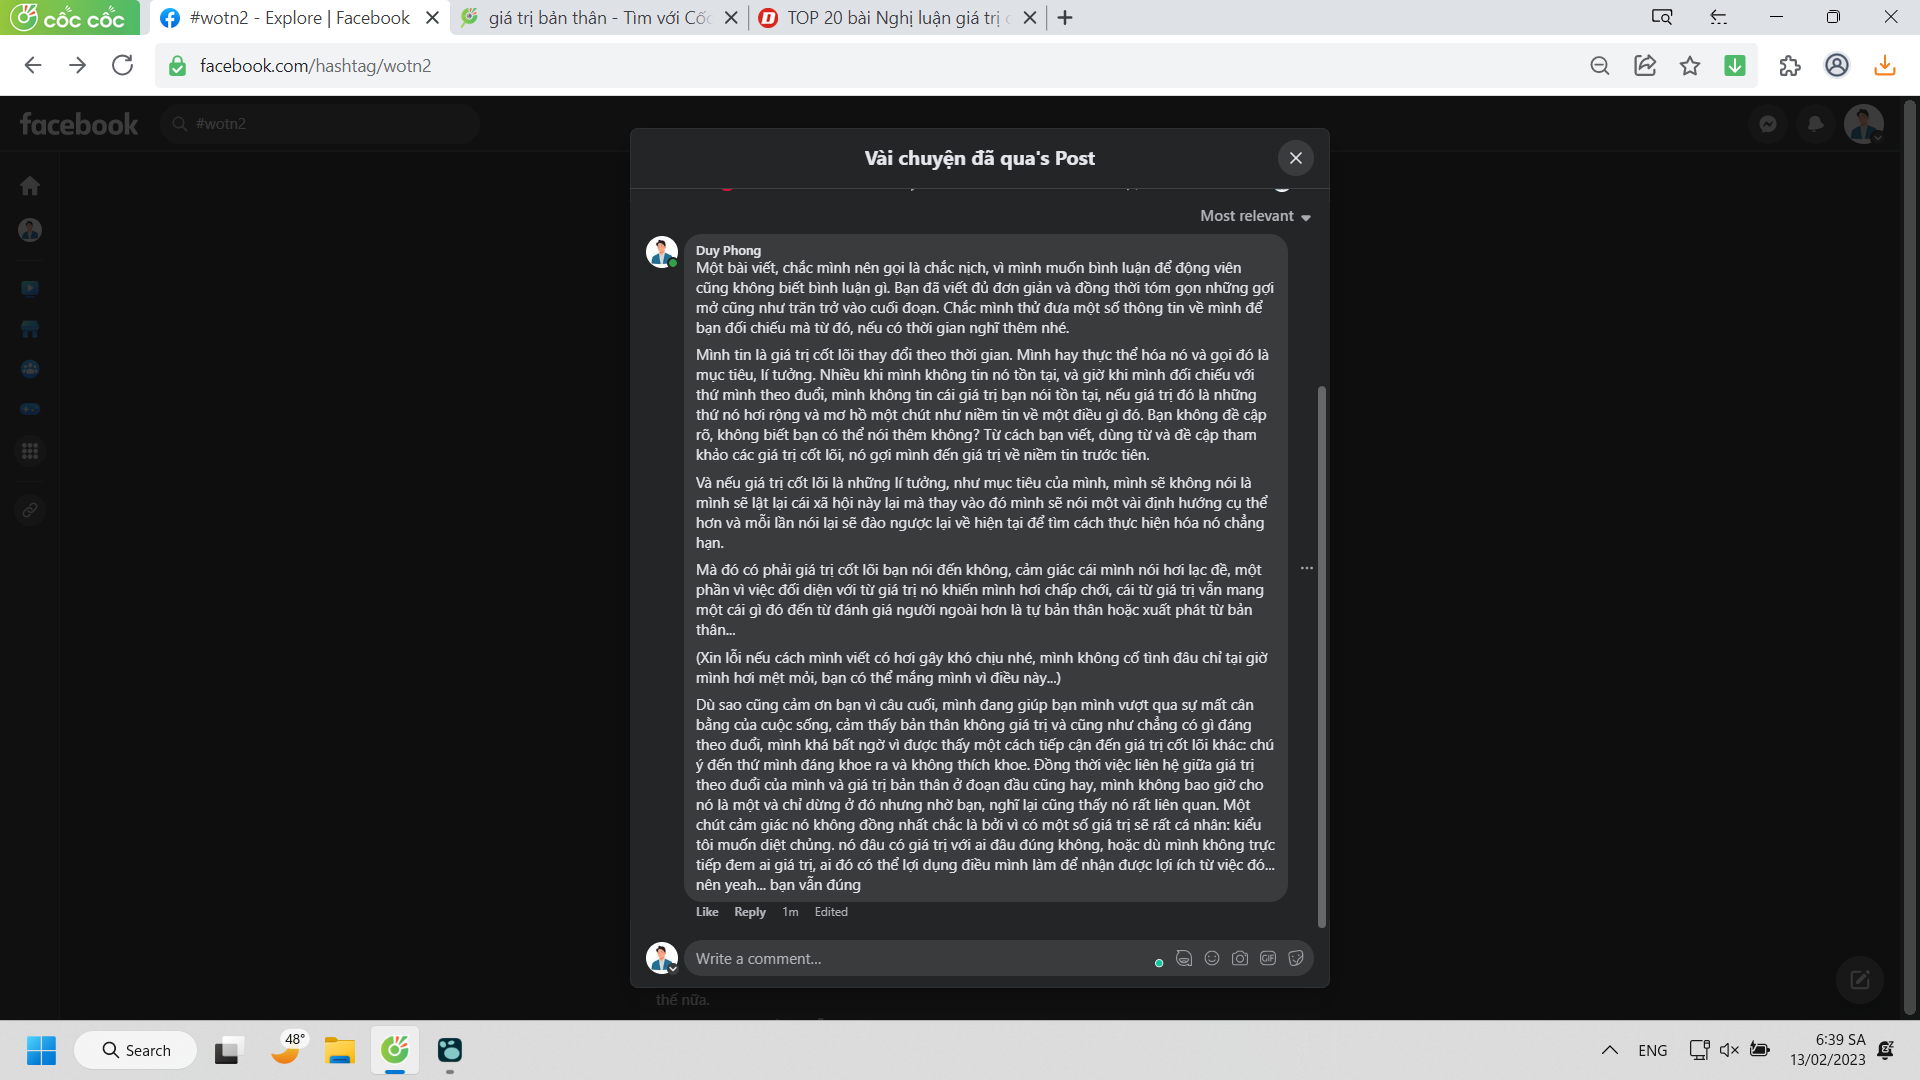 cốc cốc
#wotn2 - Explore | Facebook
giá trị bản thân - Tìm với Cốc
TOP 20 bài Nghị luận giá trị
facebook.com/hashtag/wotn2
facebook
#wotn2
Vài chuyện đã qua's Post
Most relevant
Duy Phong
Một bài viết, chắc mình nên gọi là chắc nịch, vì mình muốn bình luận để động viên
cũng không biết bình luận gì. Bạn đã viết đủ đơn giản và đồng thời tóm gọn những gợi
mở cũng như trăn trở vào cuối đoạn. Chắc mình thử đưa một số thông tin về mình để
bạn đối chiếu mà từ đó, nếu có thời gian nghĩ thêm nhé.
Mình tin là giá trị cốt lõi thay đổi theo thời gian. Mình hay thực thể hóa nó và gọi đó là
mục tiêu, lí tưởng. Nhiều khi mình không tin nó tồn tại, và giờ khi mình đối chiếu với
thứ mình theo đuổi, mình không tin cái giá trị bạn nói tồn tại, nếu giá trị đó là những
thứ nó hơi rộng và mơ hồ một chút như niềm tin về một điều gì đó. Bạn không đề cập
rõ, không biết bạn có thể nói thêm không? Từ cách bạn viết, dùng từ và đề cập tham
khảo các giá trị cốt lõi, nó gợi mình đến giá trị về niềm tin trước tiên.
Và nếu giá trị cốt lõi là những lí tưởng, như mục tiêu của mình, mình sẽ không nói là
mình sẽ lật lại cái xã hội này lại mà thay vào đó mình sẽ nói một vài định hướng cụ thể
hơn và mỗi lần nói lại sẽ đào ngược lại về hiện tại để tìm cách thực hiện hóa nó chẳng
hạn.
Mà đó có phải giá trị cốt lõi bạn nói đến không, cảm giác cái mình nói hơi lạc đề, một
phần vì việc đối diện với từ giá trị nó khiến mình hơi chấp chới, cái từ giá trị vẫn mang
một cái gì đó đến từ đánh giá người ngoài hơn là tự bản thân hoặc xuất phát từ bản
thân...
(Xin lỗi nếu cách mình viết có hơi gây khó chịu nhé, mình không cố tình đâu chỉ tại giờ
mình hơi mệt mỏi, bạn có thể mắng mình vì điều này...)
Dù sao cũng cảm ơn bạn vì câu cuối, mình đang giúp bạn mình vượt qua sự mất cân
bằng của cuộc sống, cảm thấy bản thân không giá trị và cũng như chẳng có gì đáng
theo đuổi, mình khá bất ngờ vì được thấy một cách tiếp cận đến giá trị cốt lõi khác: chú
ý đến thứ mình đáng khoe ra và không thích khoe. Đồng thời việc liên hệ giữa giá trị
theo đuổi của mình và giá trị bản thân ở đoạn đầu cũng hay, mình không bao giờ cho
nó là một và chỉ dừng ở đó nhưng nhờ bạn, nghĩ lại cũng thấy nó rất liên quan. Một
chút cảm giác nó không đồng nhất chắc là bởi vì có một số giá trị sẽ rất cá nhân: kiểu
tôi muốn diệt chủng. nó đâu có giá trị với ai đâu đúng không, hoặc dù mình không trực
tiếp đem ai giá trị, ai đó có thể lợi dụng điều mình làm để nhận được lợi ích từ việc đó...
nên yeah... bạn vẫn đúng
Like Reply 1m Edited
Write a comment...
GIF
thế nữa.
Search
48°
ENG
6:39 SA
13/02/2023